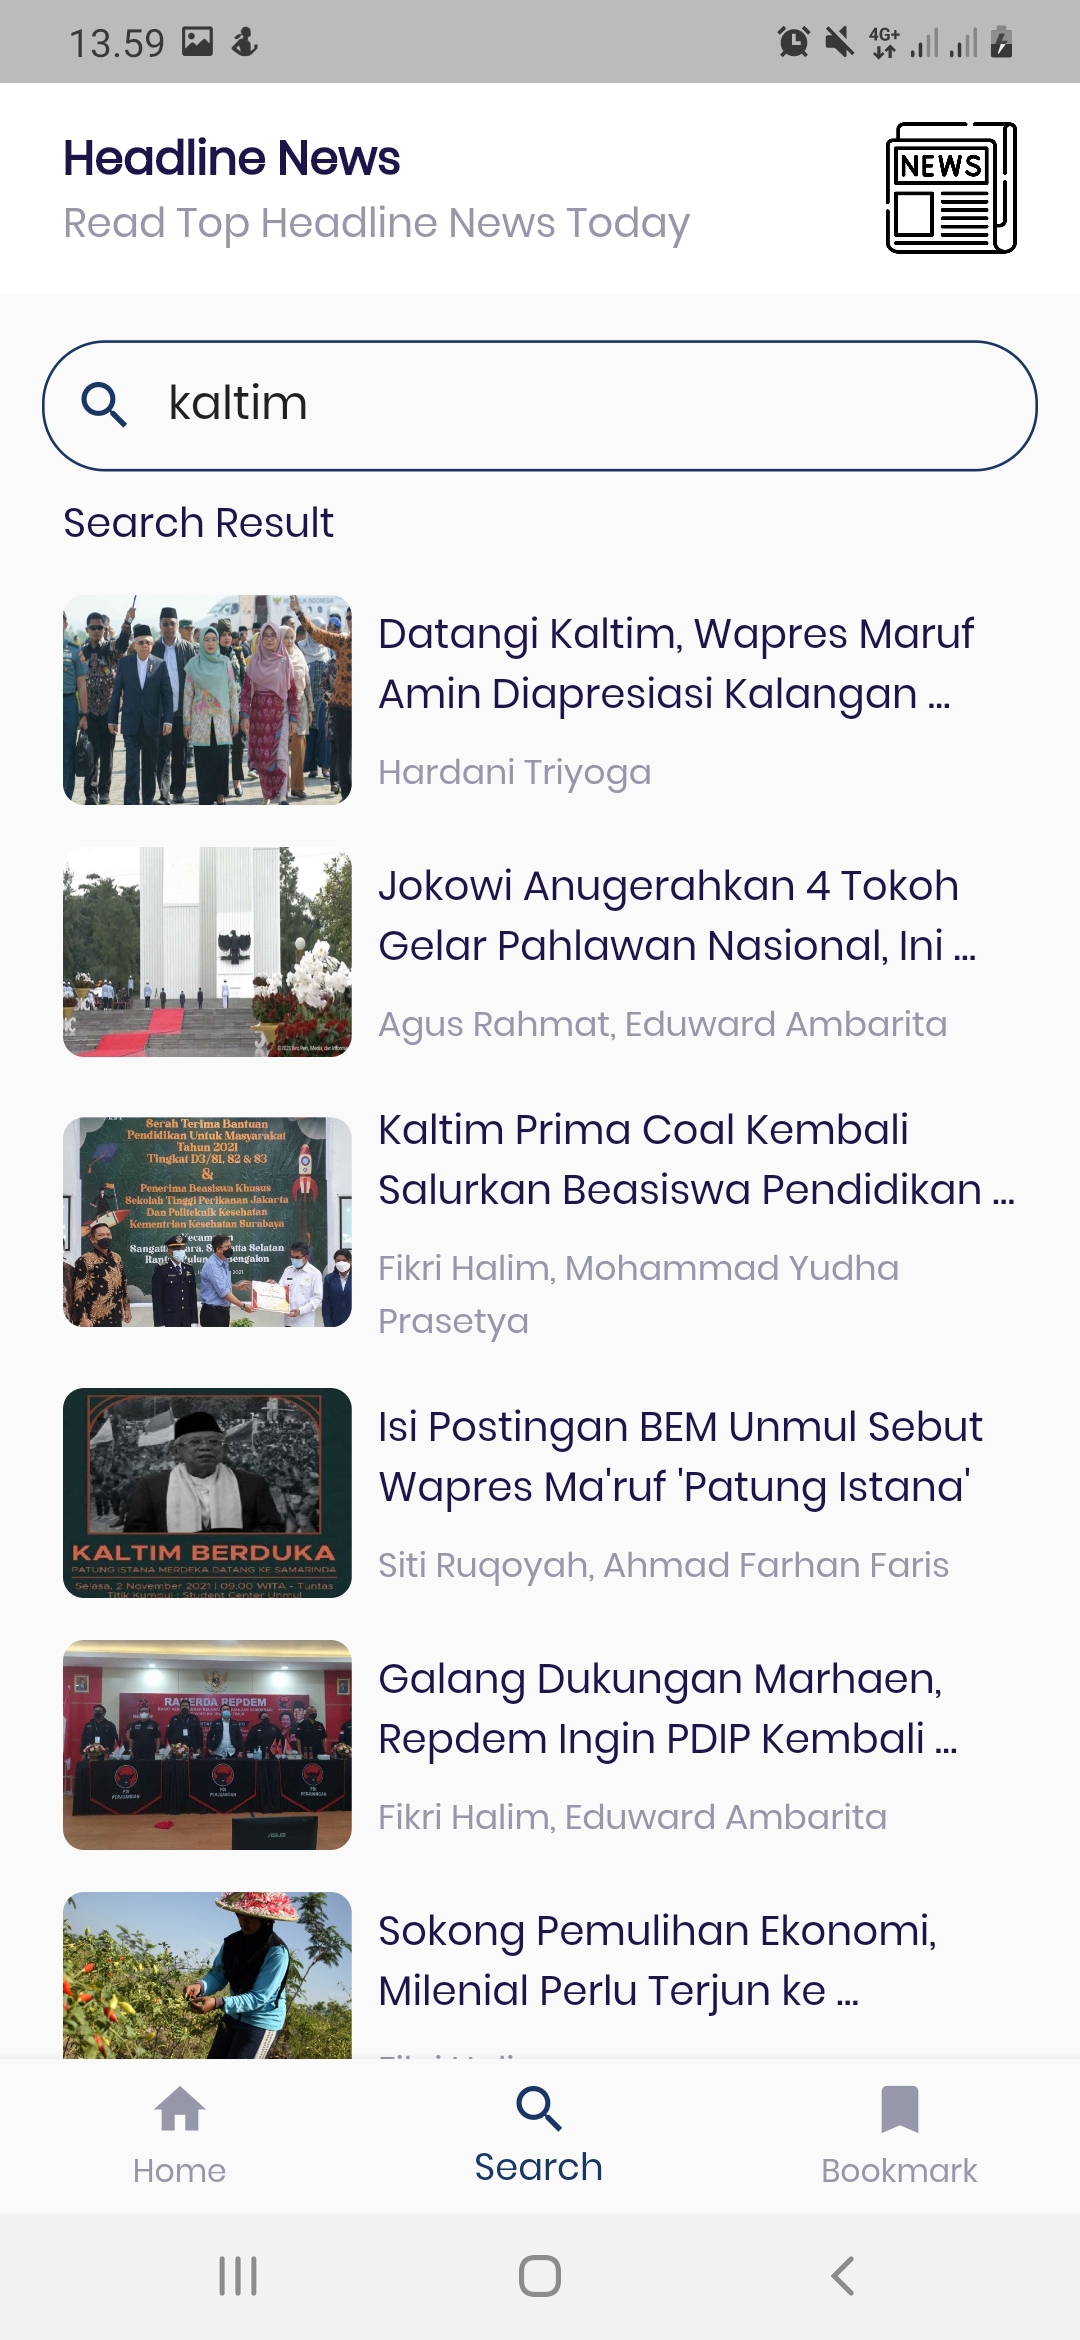 13.59
4G+
Headline News
Read Top Headline News Today
NEWS
kaltim
Search Result
Datangi Kaltim, Wapres Maruf
Amin Diapresiasi Kalangan ...
Hardani Triyoga
Jokowi Anugerahkan 4 Tokoh
Gelar Pahlawan Nasional, Ini ...
Agus Rahmat, Eduward Ambarita
Serah Terima Bantuan
Pendidikan Untuk Masyarakat
Tahun 2021
Tingkat D3/S1, S2 & S3
&
Penerima Beasiswa Khusus
Sekolah Tinggi Perikanan Jakarta
Dan Politeknik Kesehatan
Kementrian Kesehatan Surabaya
Kaltim Prima Coal Kembali
Salurkan Beasiswa Pendidikan ...
Fikri Halim, Mohammad Yudha
Prasetya
KALTIM BERDUKA
PATUNG ISTANA MERDEKA DATANG KE SAMARINDA
Selasa, 2 November 2021 | 09.00 WITA - Tuntas
Titik Kumpul : Student Center Unmul
Isi Postingan BEM Unmul Sebut
Wapres Ma'ruf 'Patung Istana'
Siti Ruqoyah, Ahmad Farhan Faris
RAKERDA REPDEM
ASUS
Galang Dukungan Marhaen,
Repdem Ingin PDIP Kembali ...
Fikri Halim, Eduward Ambarita
Sokong Pemulihan Ekonomi,
Milenial Perlu Terjun ke ...
Home
Search
Bookmark